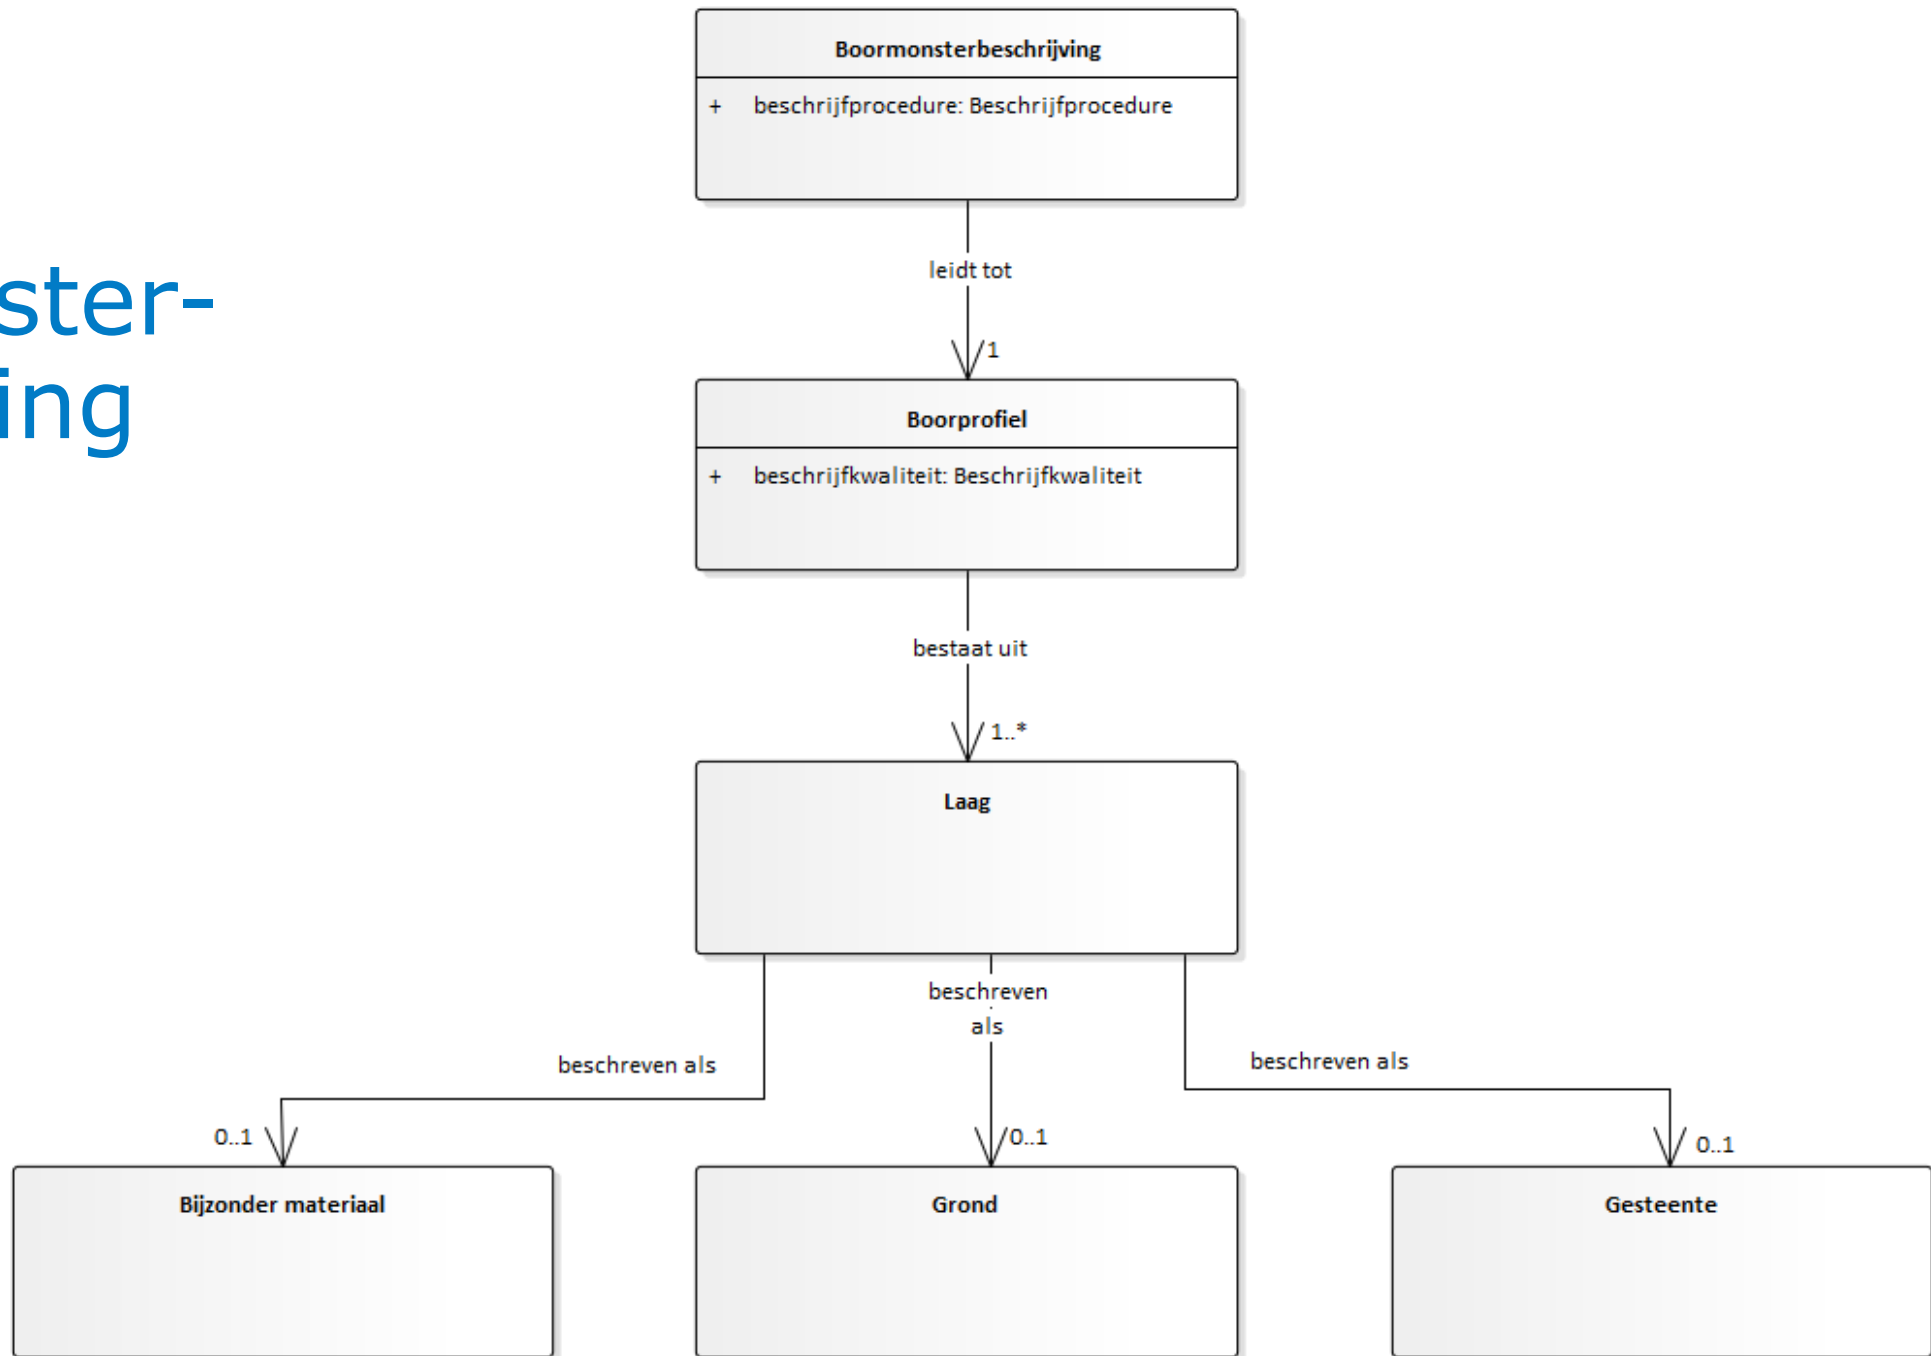 ster-
ing
Boormonsterbeschrijving
+ beschrijfprocedure: Beschrijfprocedure
leidt tot
1
Boorprofiel
+ beschrijfkwaliteit: Beschrijfkwaliteit
bestaat uit
1..*
Laag
beschreven als
beschreven
als
beschreven als
0..1
0..1
0..1
Bijzonder materiaal
Grond
Gesteente